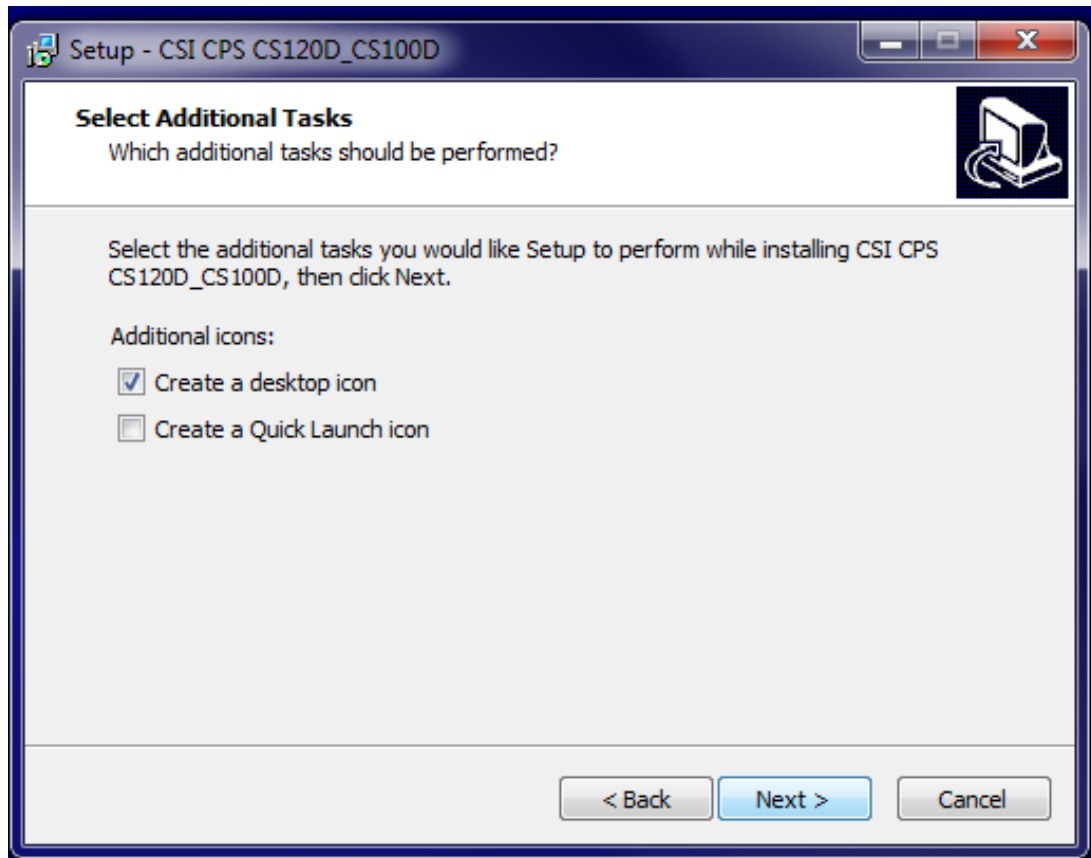 Setup - CSI CPS CS120D_CS100D
Select Additional Tasks
Which additional tasks should be performed?
Select the additional tasks you would like Setup to perform while installing CSI CPS
CS120D_CS100D, then click Next.
Additional icons:
Create a desktop icon
Create a Quick Launch icon
< Back Next > Cancel